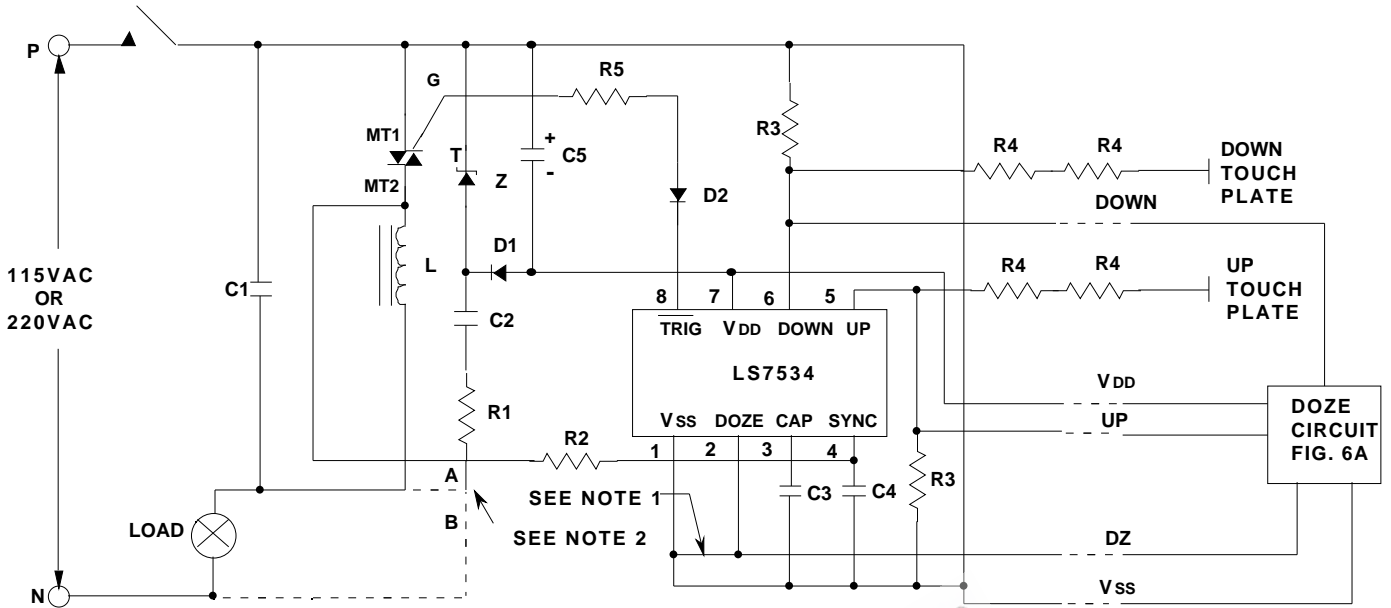 P
G
R5
R3
MT1
T
Z
+
-
C5
MT2
D2
R4
R4
DOWN
TOUCH
PLATE
DOWN
D1
L
R4
R4
UP
TOUCH
PLATE
115VAC
OR
220VAC
C1
C2
8 7 6 5
TRIG VDD DOWN UP
LS7534
VSS DOZE CAP SYNC
1 2 3 4
R1
R2
VDD
UP
DOZE
CIRCUIT
FIG. 6A
A
B
SEE NOTE 1
SEE NOTE 2
C3
C4
R3
LOAD
DZ
VSS
N